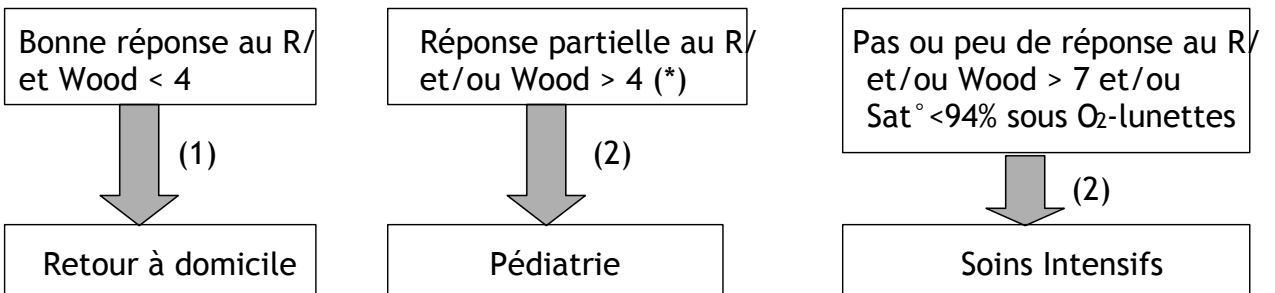 Bonne réponse au R/
et Wood < 4
(1)
Retour à domicile
Réponse partielle au R/
et/ou Wood > 4 (*)
(2)
Pédiatrie
Pas ou peu de réponse au R/
et/ou Wood > 7 et/ou
Sat°<94% sous O2-lunettes
(2)
Soins Intensifs